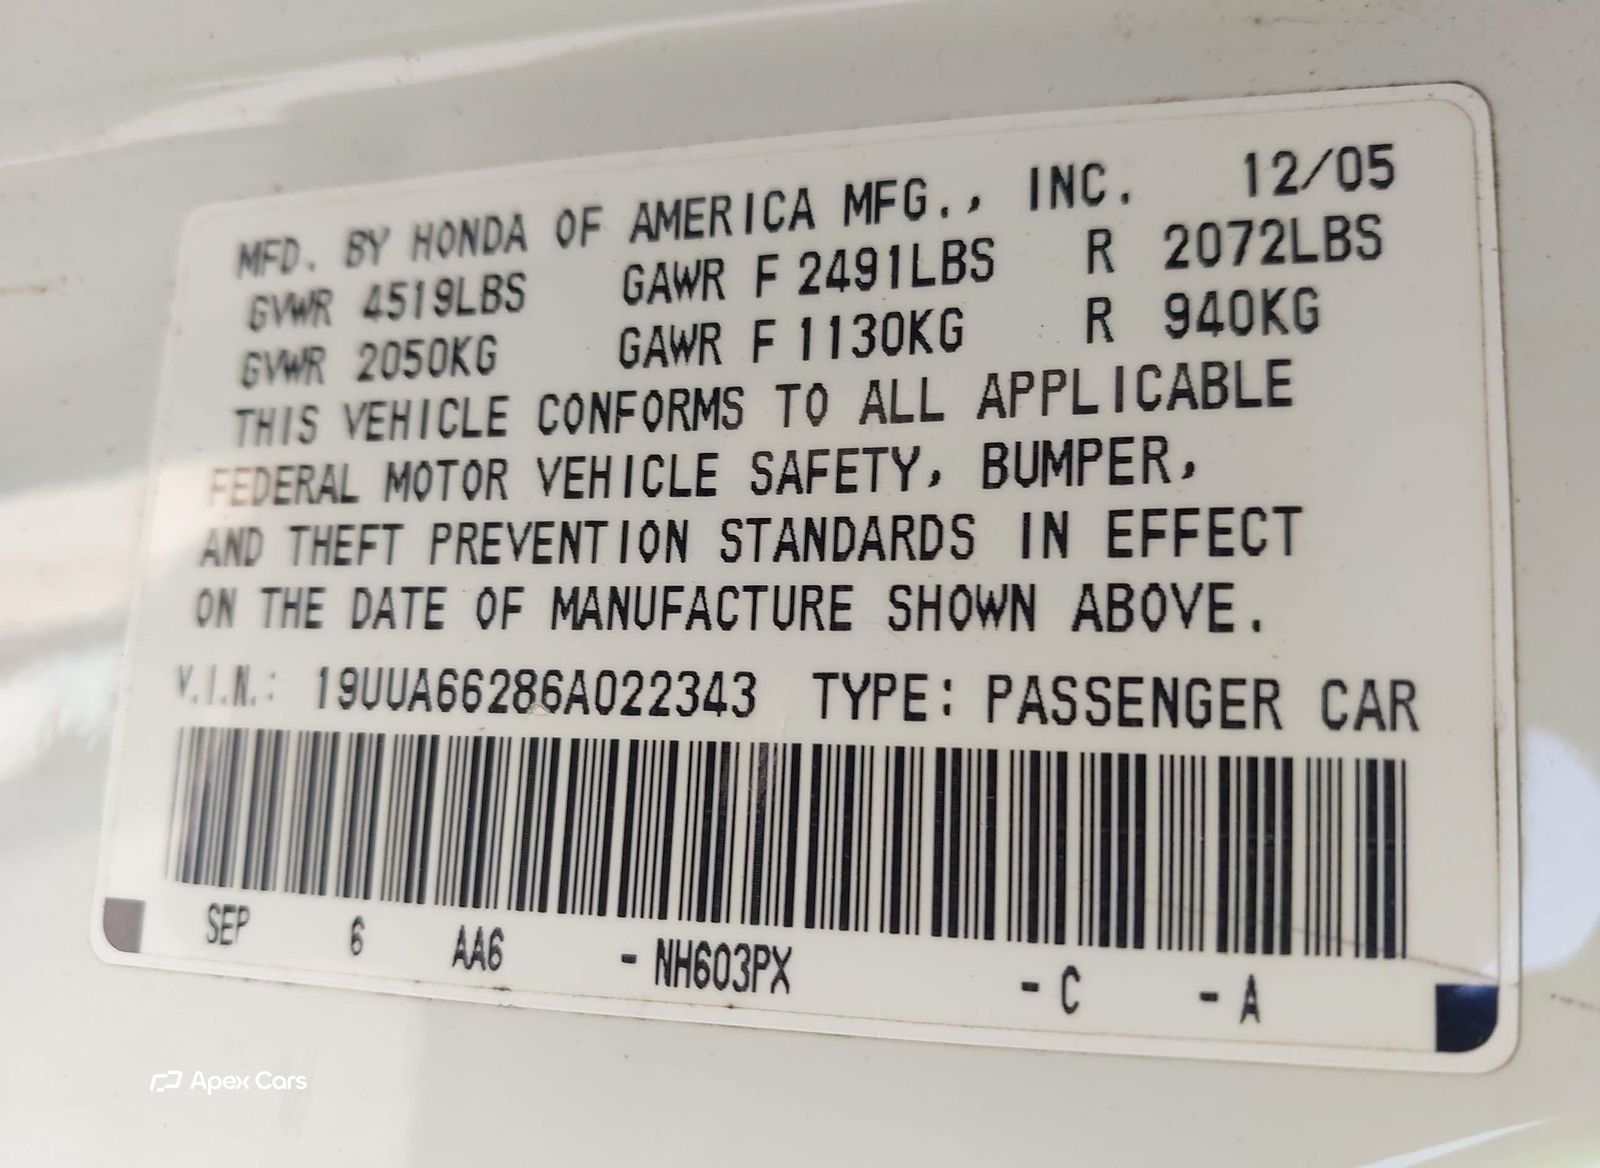 MFD. BY HONDA OF AMERICA MFG., INC. 12/05
GVWR 4519LBS GAWR F 2491LBS R 2072LBS
GVWR 2050KG GAWR F 1130KG R 940KG
THIS VEHICLE CONFORMS TO ALL APPLICABLE
FEDERAL MOTOR VEHICLE SAFETY, BUMPER,
AND THEFT PREVENTION STANDARDS IN EFFECT
ON THE DATE OF MANUFACTURE SHOWN ABOVE.
V.I.N.: 19UUA66286A022343 TYPE: PASSENGER CAR
SEP 6 AA6 - NH603PX - C - A
Apex Cars